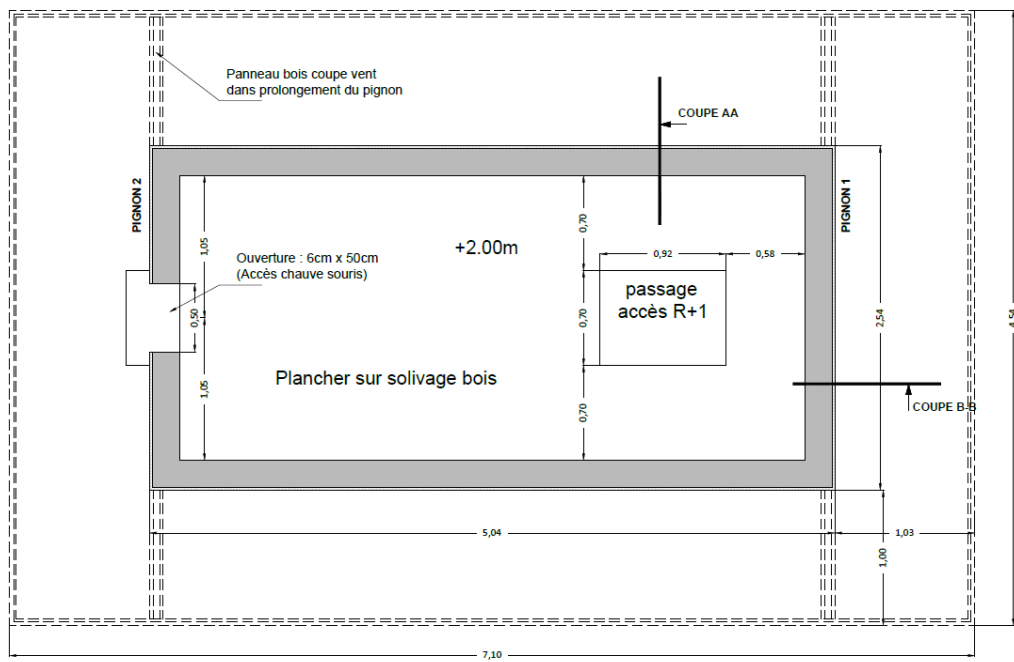 Panneau bois coupe vent
dans prolongement du pignon
COUPE AA
PIGNON 2
PIGNON 1
1,05
0,70
+2.00m
Ouverture : 6cm x 50cm
(Accès chauve souris)
0,92
0,58
passage
accès R+1
0,50
0,70
2,54
4,54
Plancher sur solivage bois
1,05
0,70
COUPE B-B
5,04
1,03
1,00
7,10